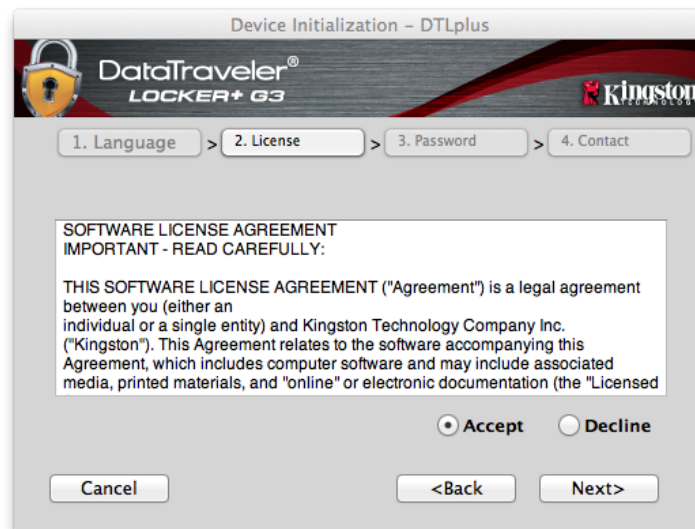 Device Initialization – DTLplus
DataTraveler®
LOCKER+ G3
Kingston
TECHNOLOGY
1. Language > 2. License > 3. Password > 4. Contact
SOFTWARE LICENSE AGREEMENT
IMPORTANT - READ CAREFULLY:
THIS SOFTWARE LICENSE AGREEMENT ("Agreement") is a legal agreement
between you (either an
individual or a single entity) and Kingston Technology Company Inc.
("Kingston"). This Agreement relates to the software accompanying this
Agreement, which includes computer software and may include associated
media, printed materials, and "online" or electronic documentation (the "Licensed
Accept Decline
Cancel <Back Next>